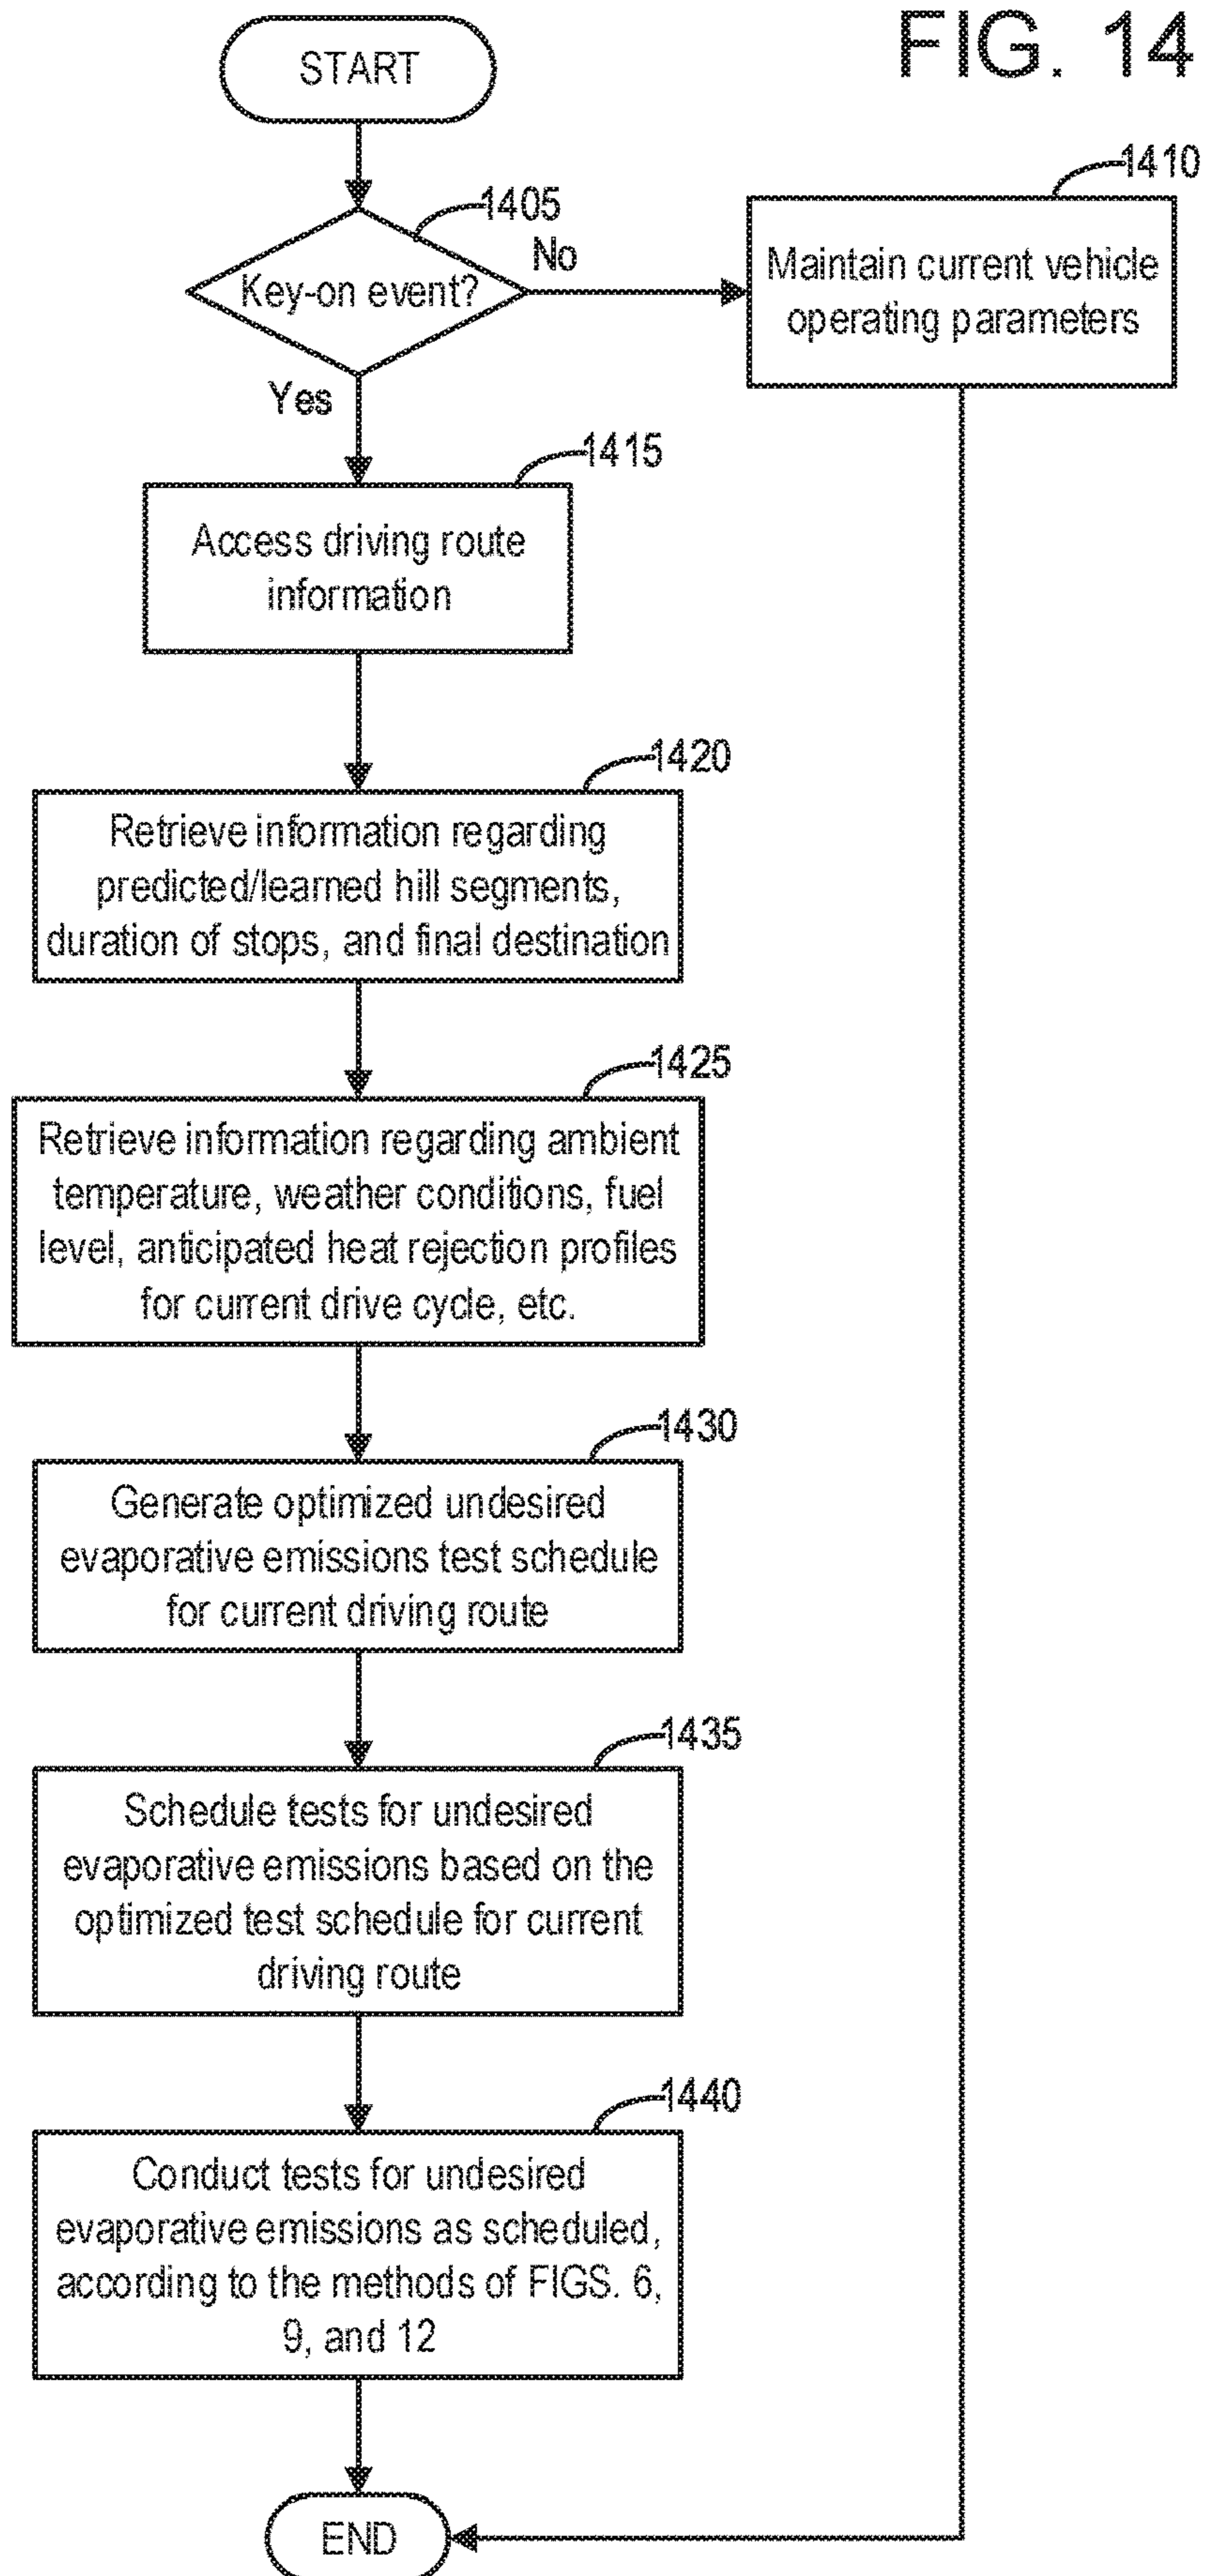 FIG. 14
START
1405
Key-on event?
No
1410
Maintain current vehicle
operating parameters
Yes
1415
Access driving route
information
1420
Retrieve information regarding
predicted/learned hill segments,
duration of stops, and final destination
1425
Retrieve information regarding ambient
temperature, weather conditions, fuel
level, anticipated heat rejection profiles
for current drive cycle, etc.
1430
Generate optimized undesired
evaporative emissions test schedule
for current driving route
1435
Schedule tests for undesired
evaporative emissions based on the
optimized test schedule for current
driving route
1440
Conduct tests for undesired
evaporative emissions as scheduled,
according to the methods of FIGS. 6,
9, and 12
END